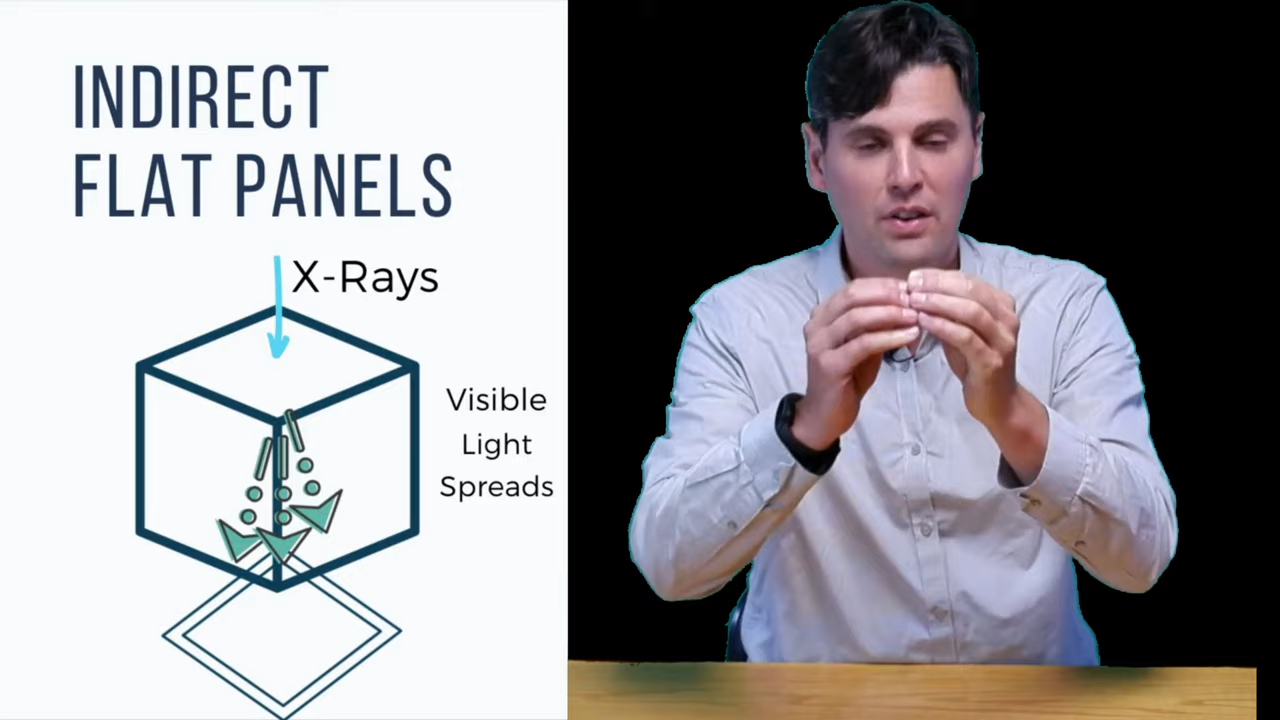 INDIRECT
FLAT PANELS
X-Rays
Visible
Light
Spreads